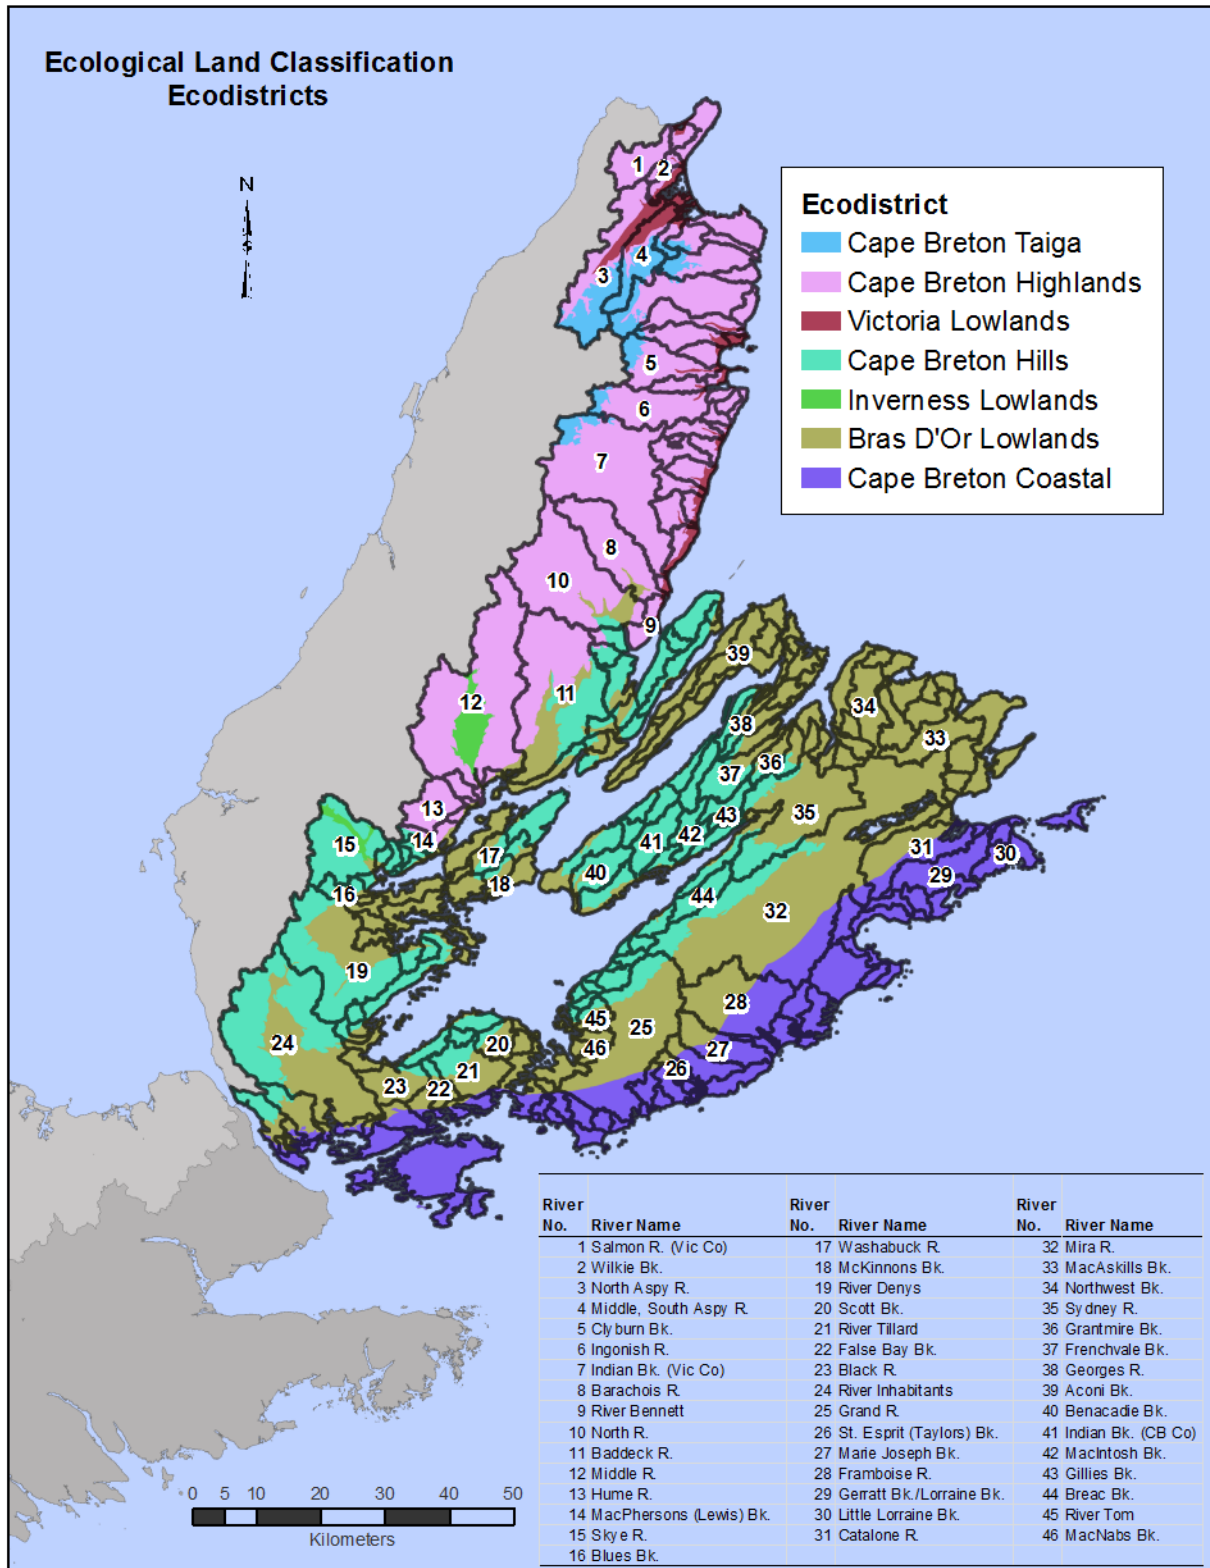 Ecological Land Classification
Ecodistricts
N
S
Ecodistrict
Cape Breton Taiga
Cape Breton Highlands
Victoria Lowlands
Cape Breton Hills
Inverness Lowlands
Bras D'Or Lowlands
Cape Breton Coastal
1
2
4
3
5
6
7
8
10
9
39
11
12
34
38
33
36
37
13
43
35
14
42
41
15
31
17
30
40
29
18
16
44
32
19
28
45
25
24
20
46
27
26
21
23
22
River No. River Name River No. River Name River No. River Name
1 Salmon R. (Vic Co) 17 Washabuck R. 32 Mira R.
2 Wilkie Bk. 18 McKinnons Bk. 33 MacAskills Bk.
3 North Aspy R. 19 River Denys 34 Northwest Bk.
4 Middle, South Aspy R. 20 Scott Bk. 35 Sydney R.
5 Clyburn Bk. 21 River Tillard 36 Grantmire Bk.
6 Ingonish R. 22 False Bay Bk. 37 Frenchvale Bk.
7 Indian Bk. (Vic Co) 23 Black R. 38 Georges R.
8 Barachois R. 24 River Inhabitants 39 Aconi Bk.
9 River Bennett 25 Grand R. 40 Benacadie Bk.
10 North R. 26 St. Esprit (Taylors) Bk. 41 Indian Bk. (CB Co)
11 Baddeck R. 27 Marie Joseph Bk. 42 MacIntosh Bk.
12 Middle R. 28 Framboise R. 43 Gillies Bk.
13 Hume R. 29 Gerratt Bk./Lorraine Bk. 44 Breac Bk.
14 MacPhersons (Lewis) Bk. 30 Little Lorraine Bk. 45 River Tom
15 Skye R. 31 Catalone R. 46 MacNabs Bk.
16 Blues Bk.
0 5 10 20 30 40 50
Kilometers